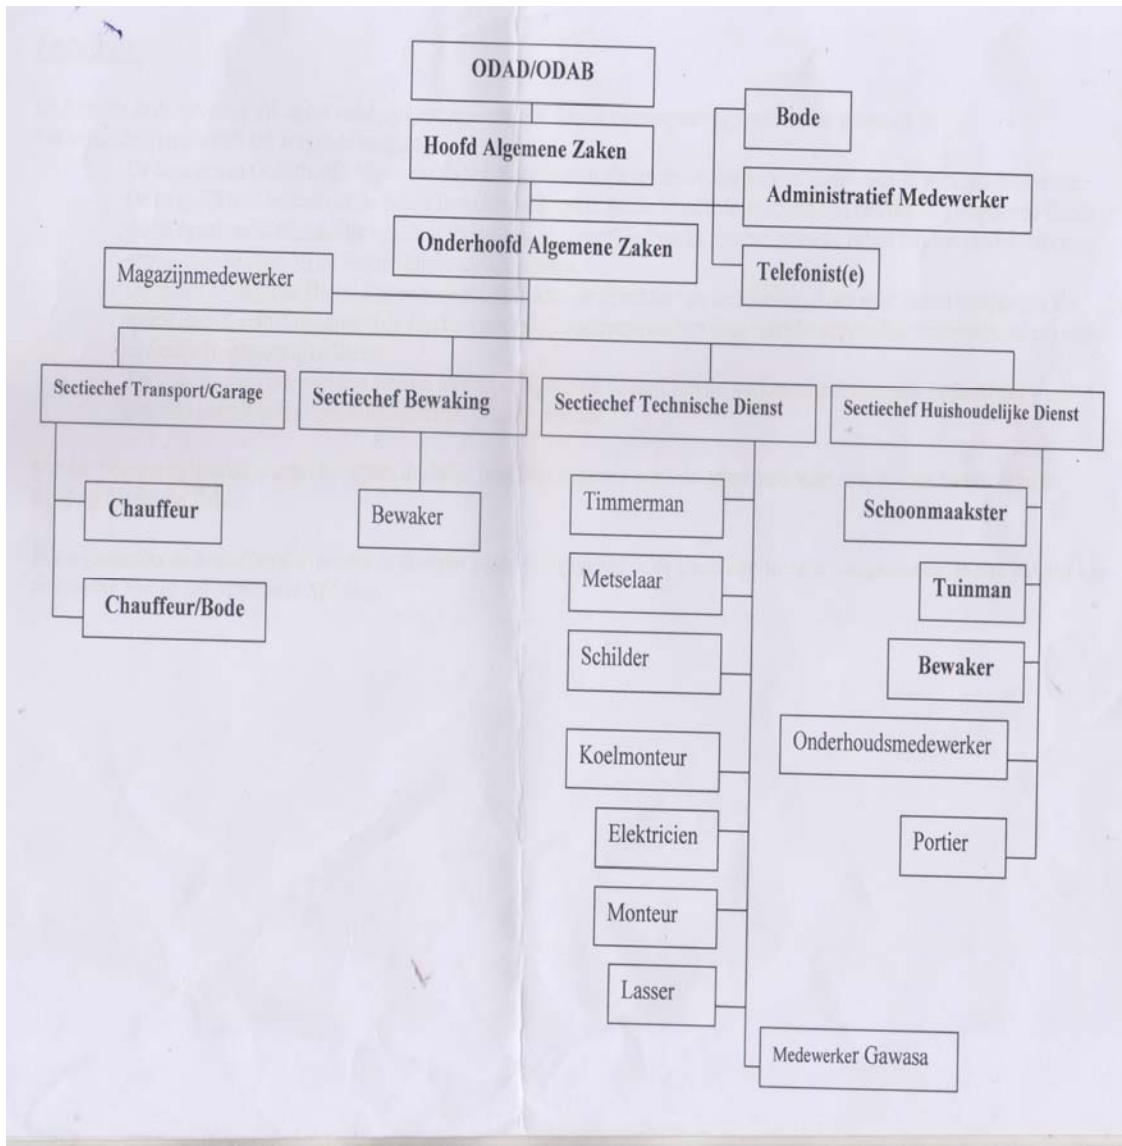 ODAD/ODAB
Hoofd Algemene Zaken
Bode
Administratief Medewerker
Onderhoofd Algemene Zaken
Telefonist(e)
Magazijnmedewerker
Sectiechef Transport/Garage
Sectiechef Bewaking
Sectiechef Technische Dienst
Sectiechef Huishoudelijke Dienst
Chauffeur
Chauffeur/Bode
Bewaker
Timmerman
Metselaar
Schilder
Koelmonteur
Elektricien
Monteur
Lasser
Medewerker Gawasa
Schoonmaakster
Tuinman
Bewaker
Onderhoudsmedewerker
Portier